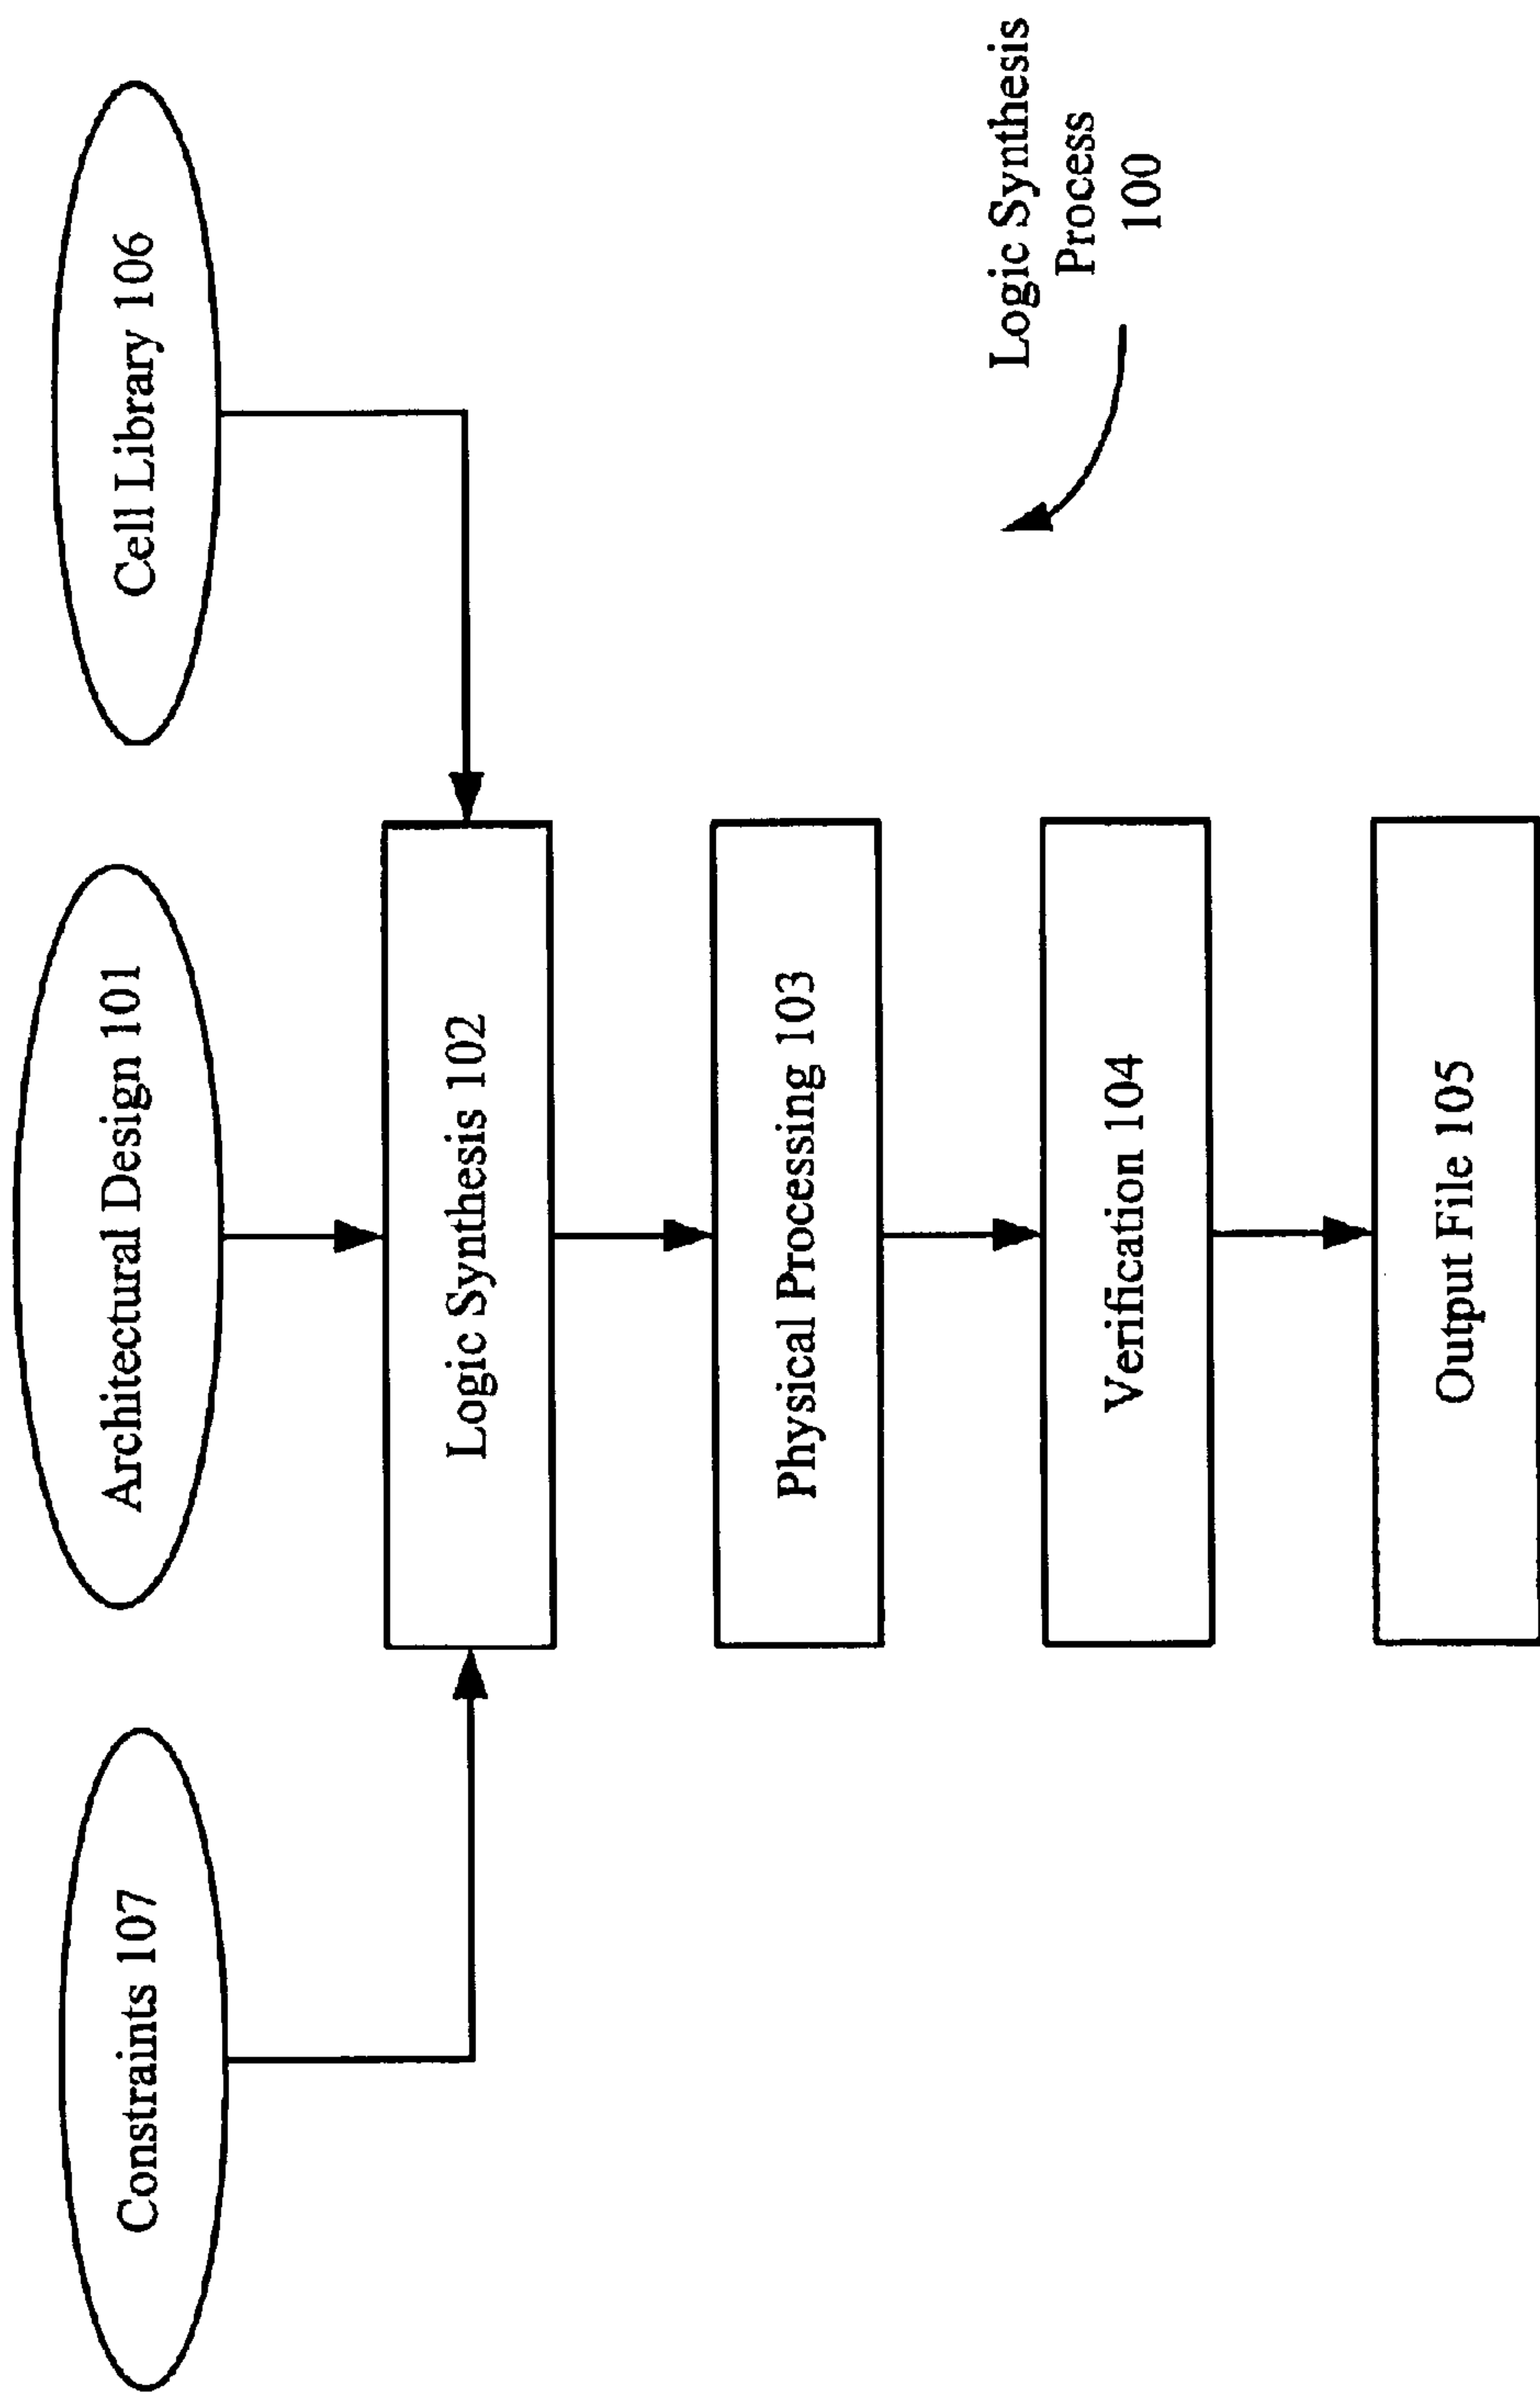 Constraints 107
Architectural Design 101
Cell Library 106
Logic Synthesis 102
Physical Processing 103
Verification 104
Output File 105
Logic Synthesis
Process
100